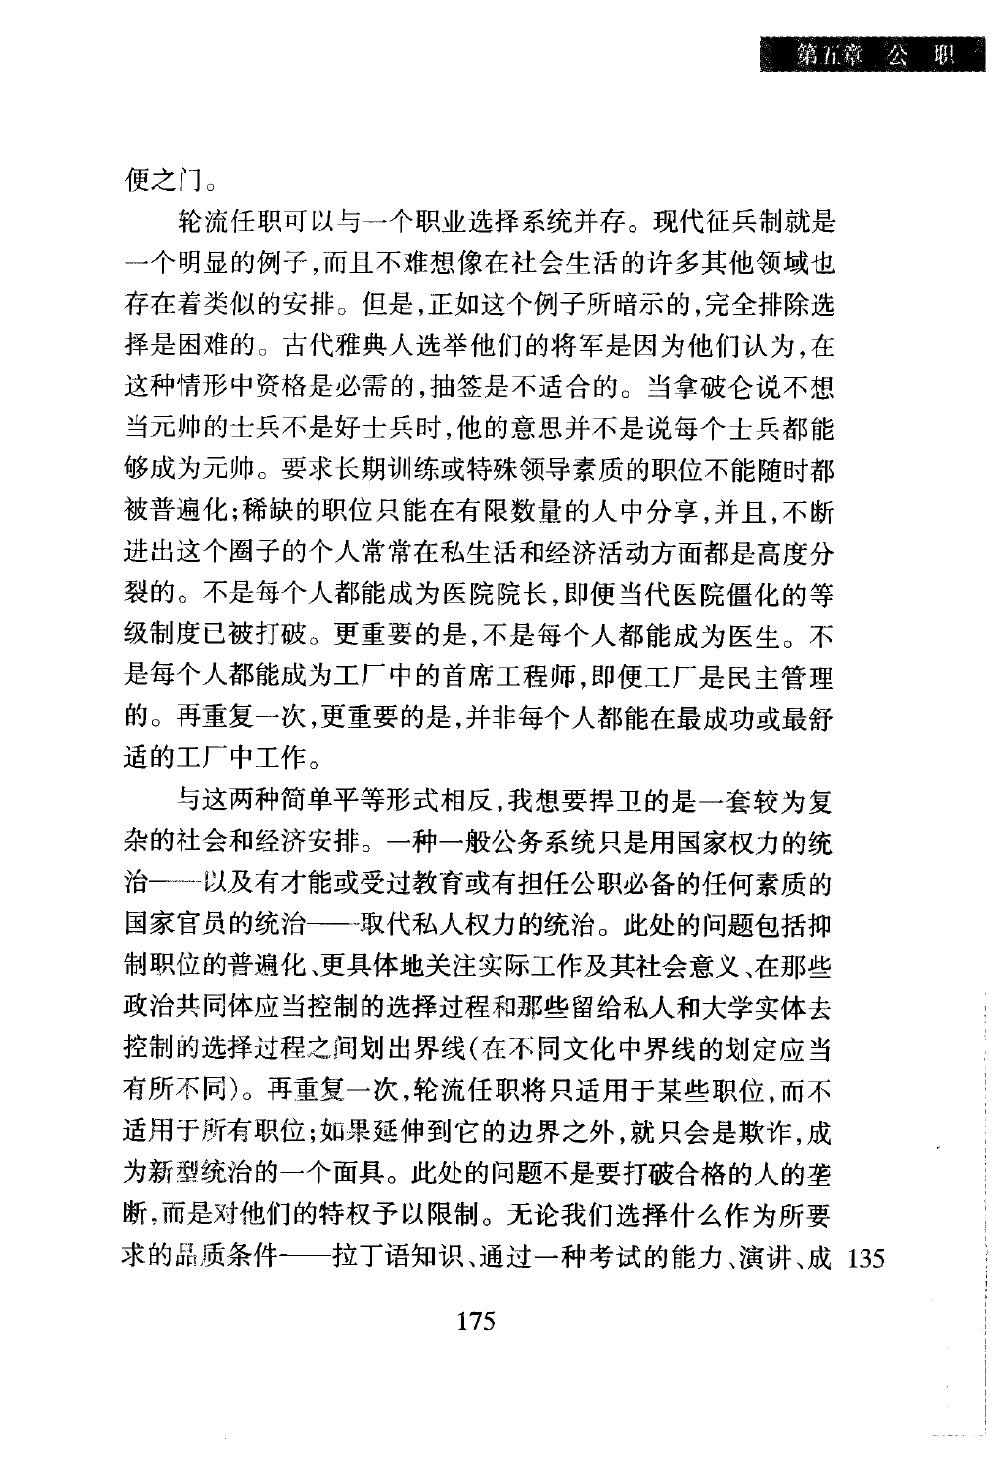 第五章 公 职
便之门。
轮流任职可以与一个职业选择系统并存。现代征兵制就是
一个明显的例子,而且不难想像在社会生活的许多其他领域也
存在着类似的安排。但是,正如这个例子所暗示的,完全排除选
择是困难的。古代雅典人选举他们的将军是因为他们认为,在
这种情形中资格是必需的,抽签是不适合的。当拿破仑说不想
当元帅的士兵不是好士兵时,他的意思并不是说每个士兵都能
够成为元帅。要求长期训练或特殊领导素质的职位不能随时都
被普遍化;稀缺的职位只能在有限数量的人中分享,并且,不断
进出这个圈子的个人常常在私生活和经济活动方面都是高度分
裂的。不是每个人都能成为医院院长,即便当代医院僵化的等
级制度已被打破。更重要的是,不是每个人都能成为医生。不
是每个人都能成为工厂中的首席工程师,即便工厂是民主管理
的。再重复一次,更重要的是,并非每个人都能在最成功或最舒
适的工厂中工作。
与这两种简单平等形式相反,我想要捍卫的是一套较为复
杂的社会和经济安排。一种一般公务系统只是用国家权力的统
治——以及有才能或受过教育或有担任公职必备的任何素质的
国家官员的统治——取代私人权力的统治。此处的问题包括抑
制职位的普遍化、更具体地关注实际工作及其社会意义、在那些
政治共同体应当控制的选择过程和那些留给私人和大学实体去
控制的选择过程之间划出界线(在不同文化中界线的划定应当
有所不同)。再重复一次,轮流任职将只适用于某些职位,而不
适用于所有职位;如果延伸到它的边界之外,就只会是欺诈,成
为新型统治的一个面具。此处的问题不是要打破合格的人的垄
断,而是对他们的特权予以限制。无论我们选择什么作为所要
求的品质条件——拉丁语知识、通过一种考试的能力、演讲、成 135
175